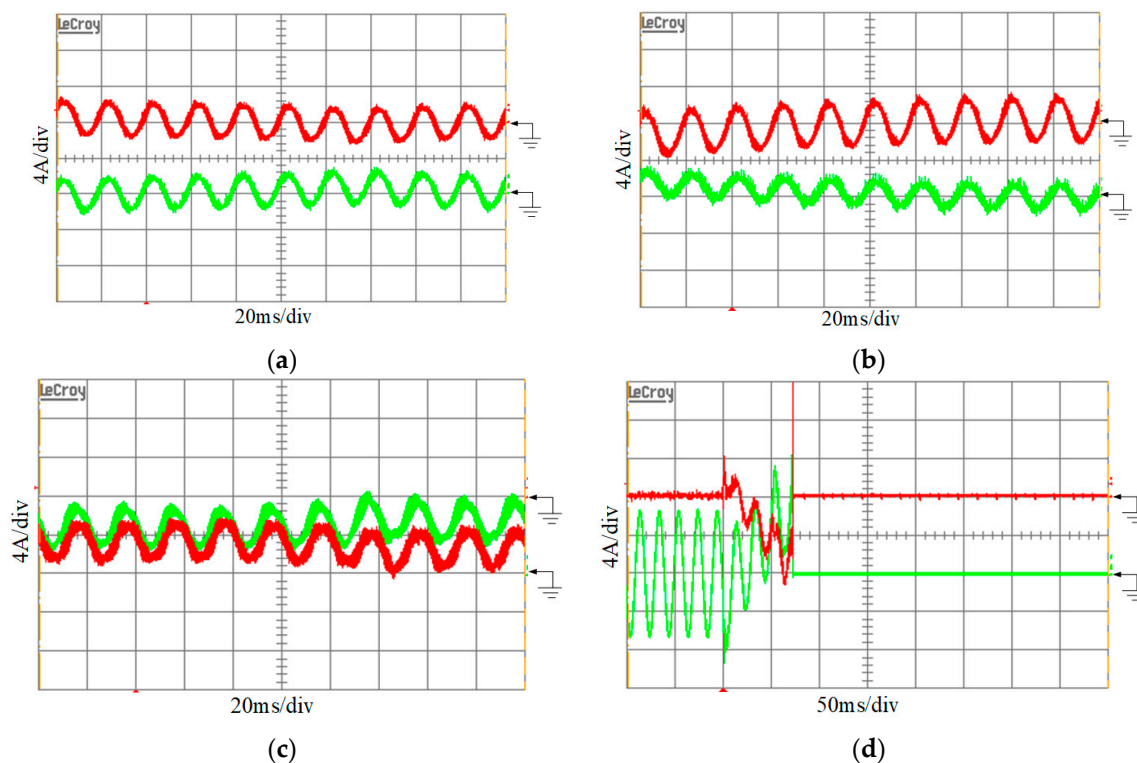 LeCroy
LeCroy
4A/div
4A/div
20ms/div
20ms/div
(a)
(b)
LeCroy
LeCroy
4A/div
4A/div
20ms/div
50ms/div
(c)
(d)